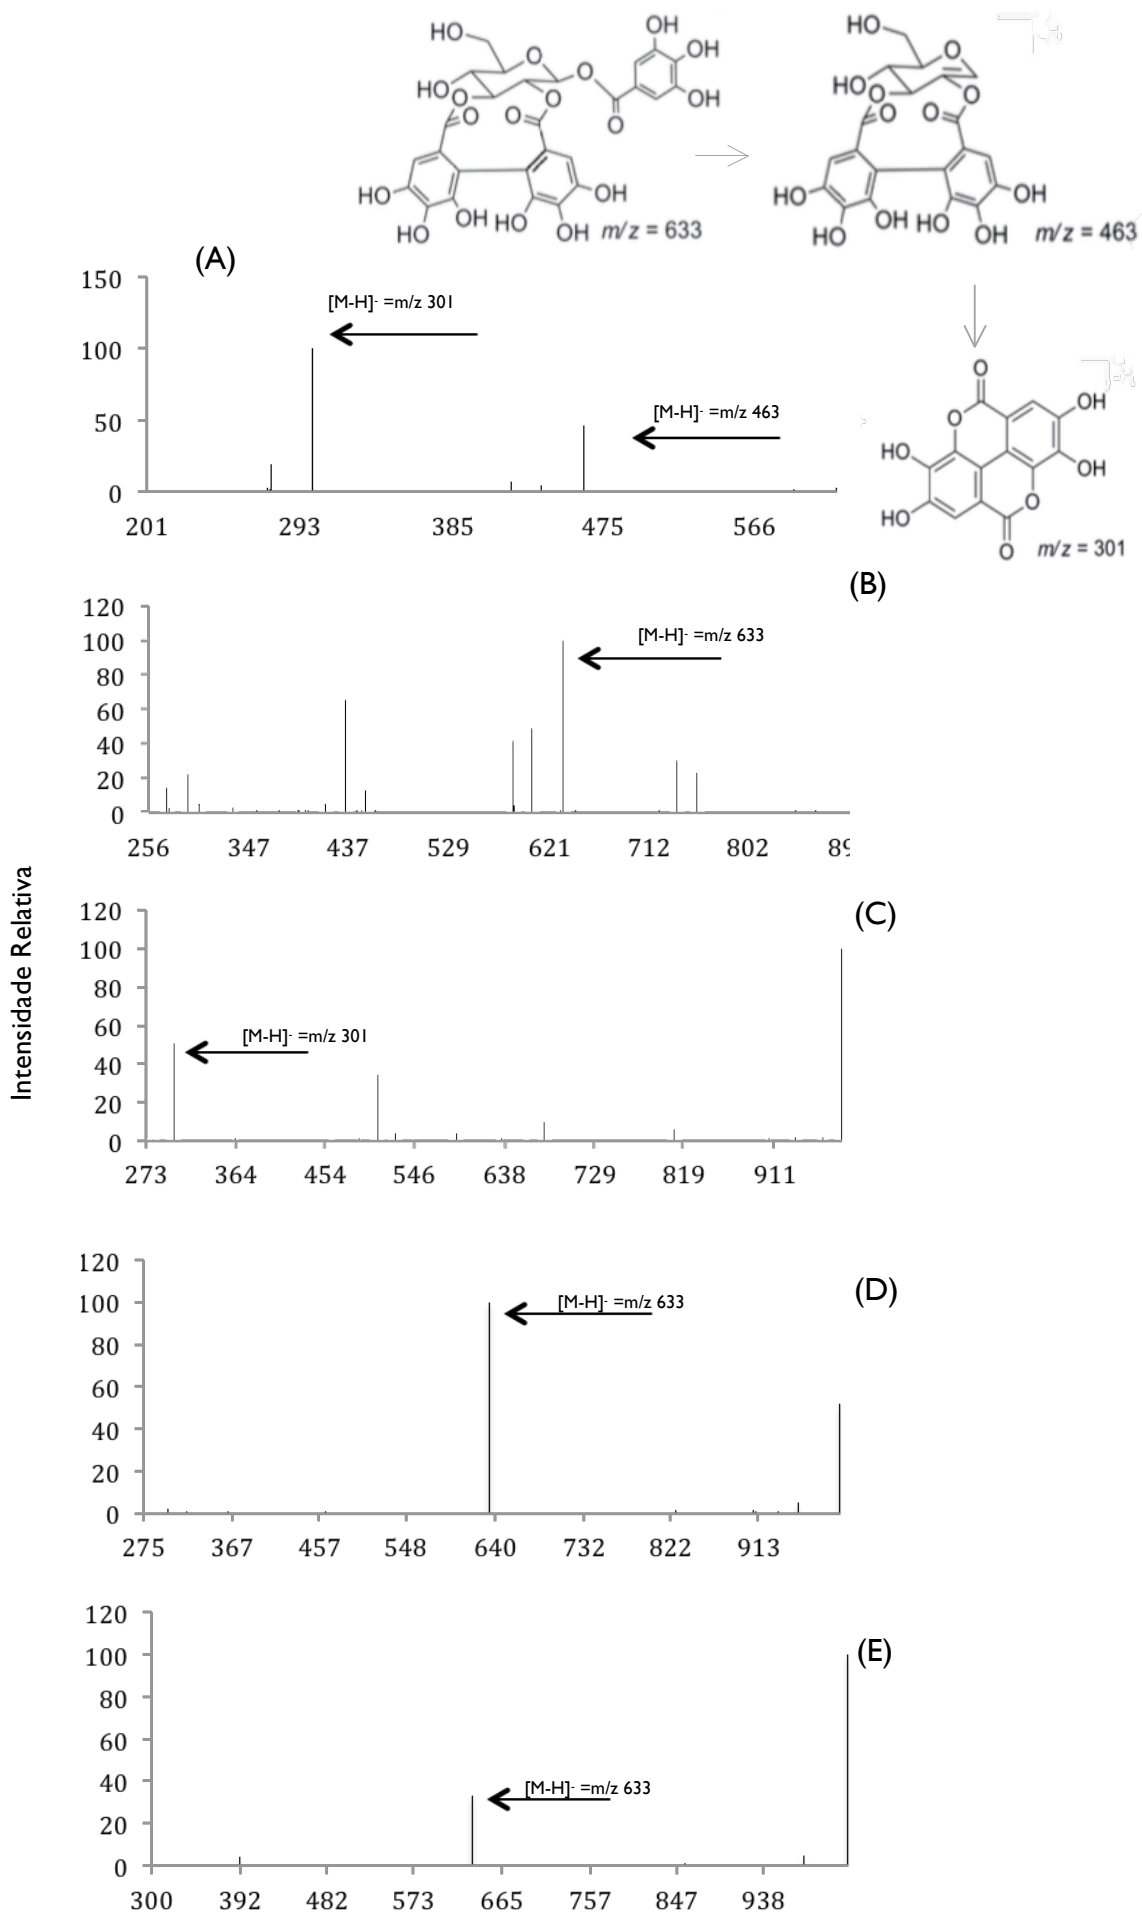 HO OH
OH
O
HO O O OH
O O
O O O
HO OH
HO OH HO OH m/z = 633
HO
O
HO O O
O O
HO OH
HO OH HO OH m/z = 463
(A)
150
100
50
0
[M-H]- =m/z 301
[M-H]- =m/z 463
201 293 385 475 566
O
OH
O
HO OH
O
HO
O m/z = 301
(B)
120
100
80
60
40
20
0
[M-H]- =m/z 633
256 347 437 529 621 712 802 89
Intensidade Relativa
(C)
120
100
80
60
40
20
0
[M-H]- =m/z 301
273 364 454 546 638 729 819 911
(D)
120
100
80
60
40
20
0
[M-H]- =m/z 633
275 367 457 548 640 732 822 913
(E)
120
100
80
60
40
20
0
[M-H]- =m/z 633
300 392 482 573 665 757 847 938